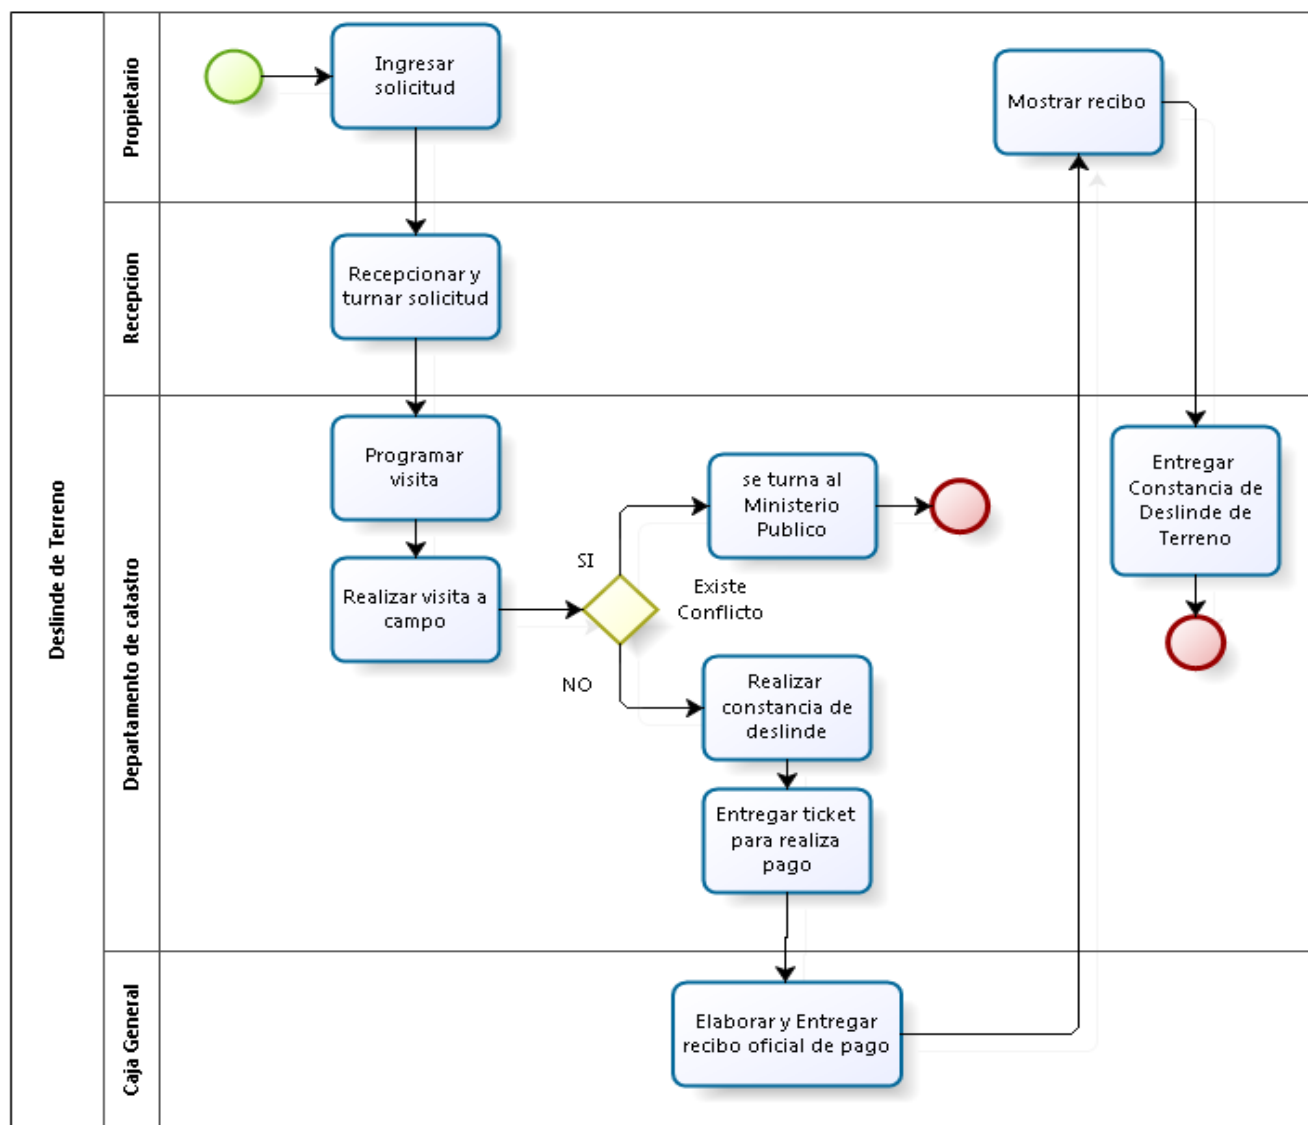 Deslinde de Terreno
Propietario
Ingresar
solicitud
Mostrar recibo
Recepcion
Recepcionar y
turnar solicitud
Departamento de catastro
Programar
visita
Realizar visita a
campo
SI
NO
Existe
Conflicto
se turna al
Ministerio
Publico
Realizar
constancia de
deslinde
Entregar ticket
para realiza
pago
Entregar
Constancia de
Deslinde de
Terreno
Caja General
Elaborar y Entregar
recibo oficial de pago